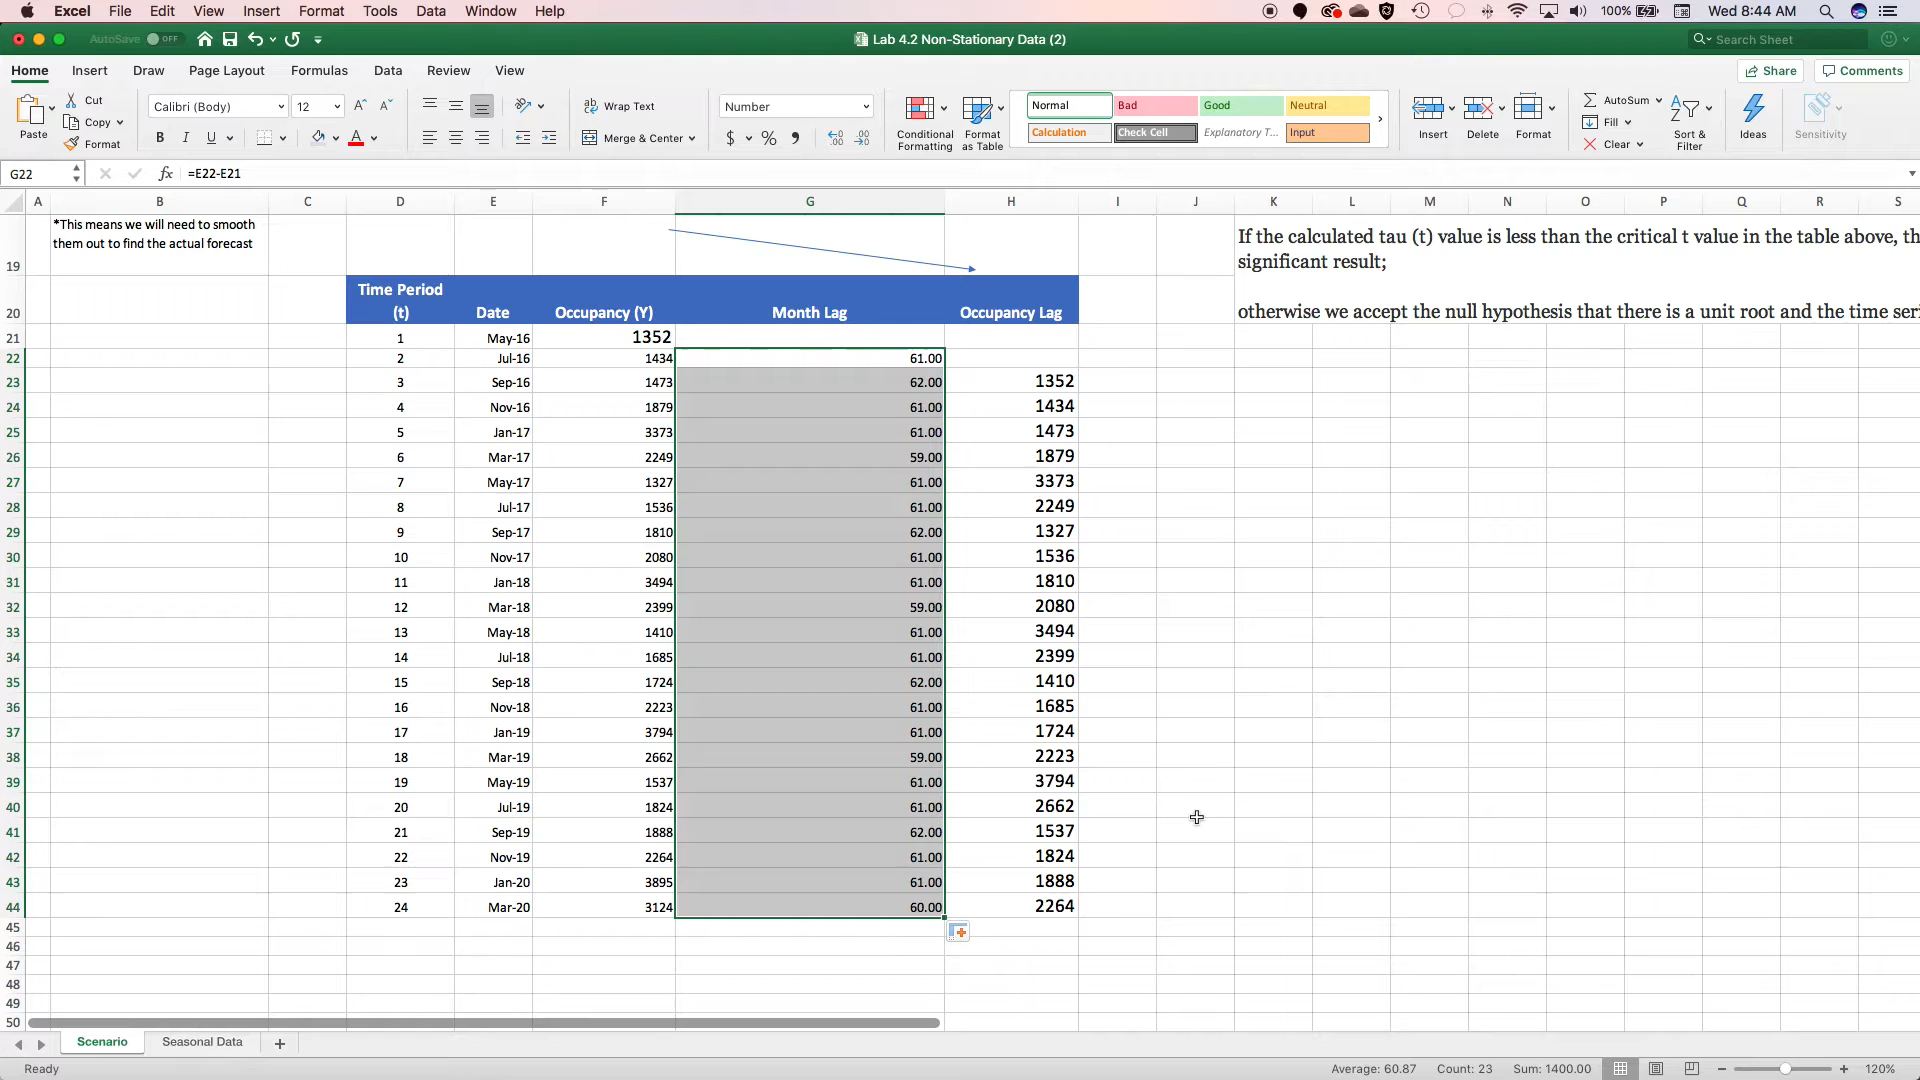 Excel File Edit View Insert Format Tools Data Window Help 100% Wed 8:44 AM
AutoSave OFF Lab 4.2 Non-Stationary Data (2) Search Sheet
Home Insert Draw Page Layout Formulas Data Review View Share Comments
Paste Cut Copy Format Calibri (Body) 12 B I U Wrap Text Merge & Center Number $ % Conditional Formatting Format as Table
Normal Bad Good Neutral
Calculation Check Cell Explanatory T... Input
Insert Delete Format AutoSum Fill Clear Sort & Filter Ideas Sensitivity
G22 fx =E22-E21
A B C D E F G H I J K L M N O P Q R S
*This means we will need to smooth
them out to find the actual forecast
If the calculated tau (t) value is less than the critical t value in the table above, th
significant result;
19
otherwise we accept the null hypothesis that there is a unit root and the time seri
20 Time Period (t) Date Occupancy (Y) Month Lag Occupancy Lag
21 1 May-16 1352
22 2 Jul-16 1434 61.00
23 3 Sep-16 1473 62.00 1352
24 4 Nov-16 1879 61.00 1434
25 5 Jan-17 3373 61.00 1473
26 6 Mar-17 2249 59.00 1879
27 7 May-17 1327 61.00 3373
28 8 Jul-17 1536 61.00 2249
29 9 Sep-17 1810 62.00 1327
30 10 Nov-17 2080 61.00 1536
31 11 Jan-18 3494 61.00 1810
32 12 Mar-18 2399 59.00 2080
33 13 May-18 1410 61.00 3494
34 14 Jul-18 1685 61.00 2399
35 15 Sep-18 1724 62.00 1410
36 16 Nov-18 2223 61.00 1685
37 17 Jan-19 3794 61.00 1724
38 18 Mar-19 2662 59.00 2223
39 19 May-19 1537 61.00 3794
40 20 Jul-19 1824 61.00 2662
41 21 Sep-19 1888 62.00 1537
42 22 Nov-19 2264 61.00 1824
43 23 Jan-20 3895 61.00 1888
44 24 Mar-20 3124 60.00 2264
45
46
47
48
49
50
Scenario Seasonal Data +
Ready Average: 60.87 Count: 23 Sum: 1400.00 120%